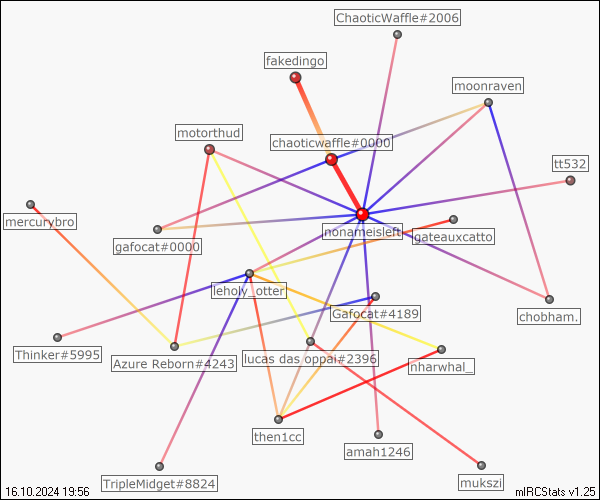 ChaoticWaffle#2006
fakedingo
moonraven
motorthud
chaoticwaffle#0000
tt532
mercurybro
nonameisleft
gateauxcatto
gafocat#0000
leholy_otter
Gafocat#4189
chobham.
Thinker#5995
Azure Reborn#4243
lucas das oppai#2396
nharwhal_
then1cc
amah1246
TripleMidget#8824
mukszi
16.10.2024 19:56
mIRCStats v1.25